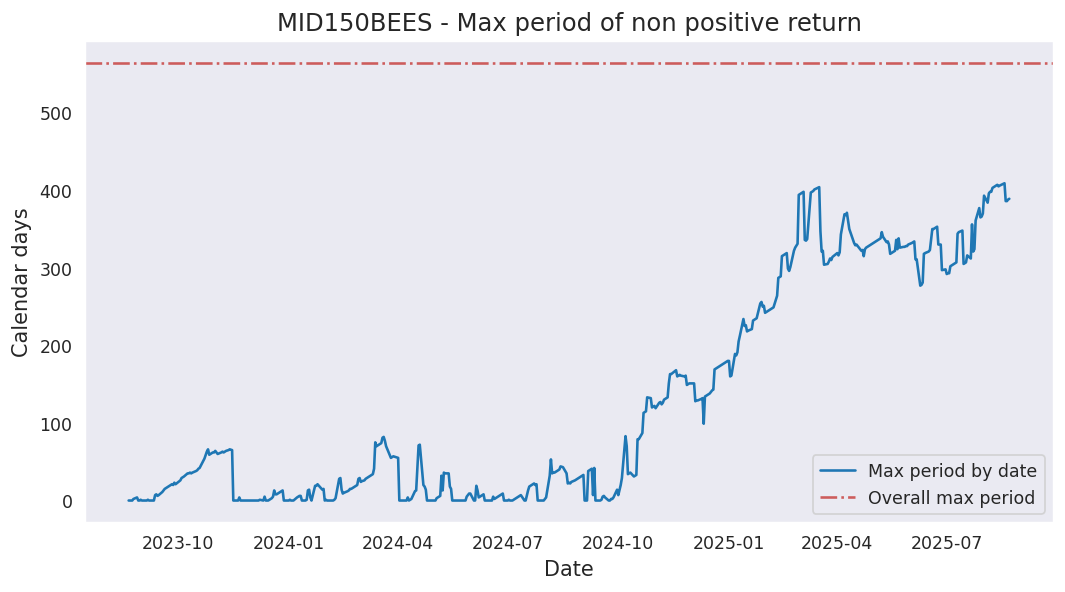 MID150BEES - Max period of non positive return
Calendar days
500
400
300
200
100
0
2023-10 2024-01 2024-04 2024-07 2024-10 2025-01 2025-04 2025-07
Date
Max period by date
Overall max period